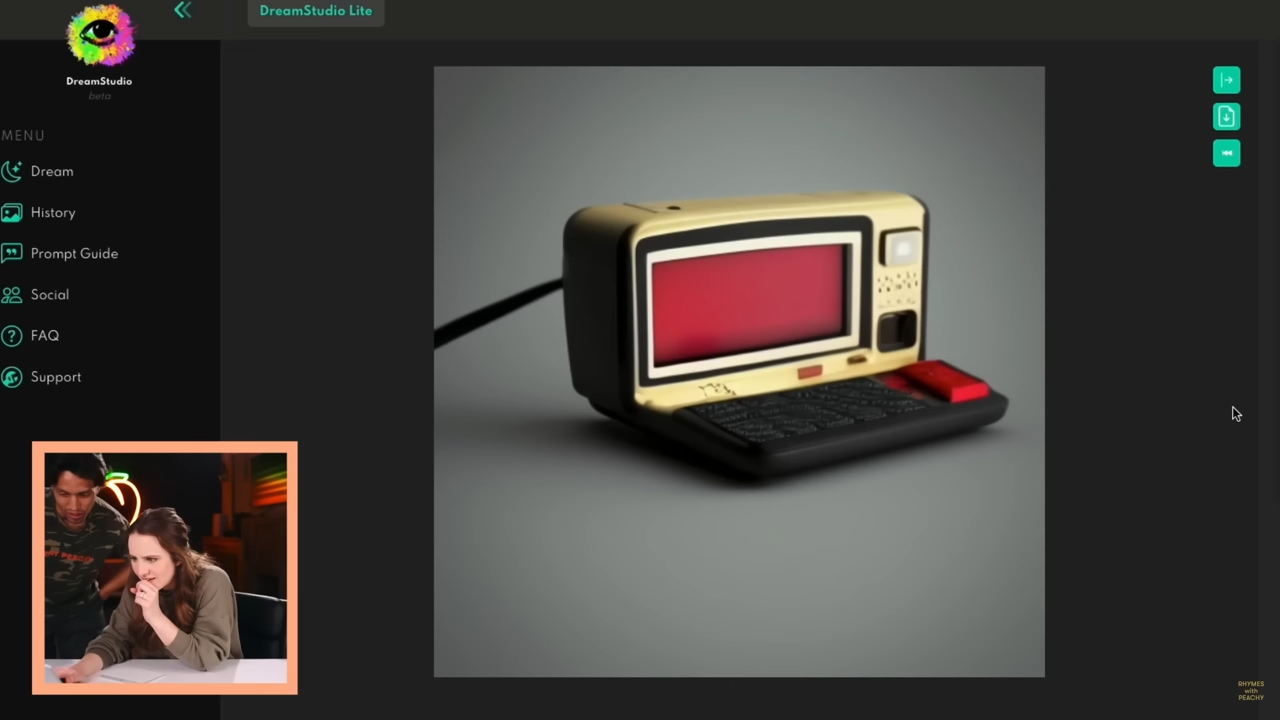 DreamStudio Lite
DreamStudio
beta
MENU
Dream
History
Prompt Guide
Social
FAQ
Support
RHYMES
with
PEACHY